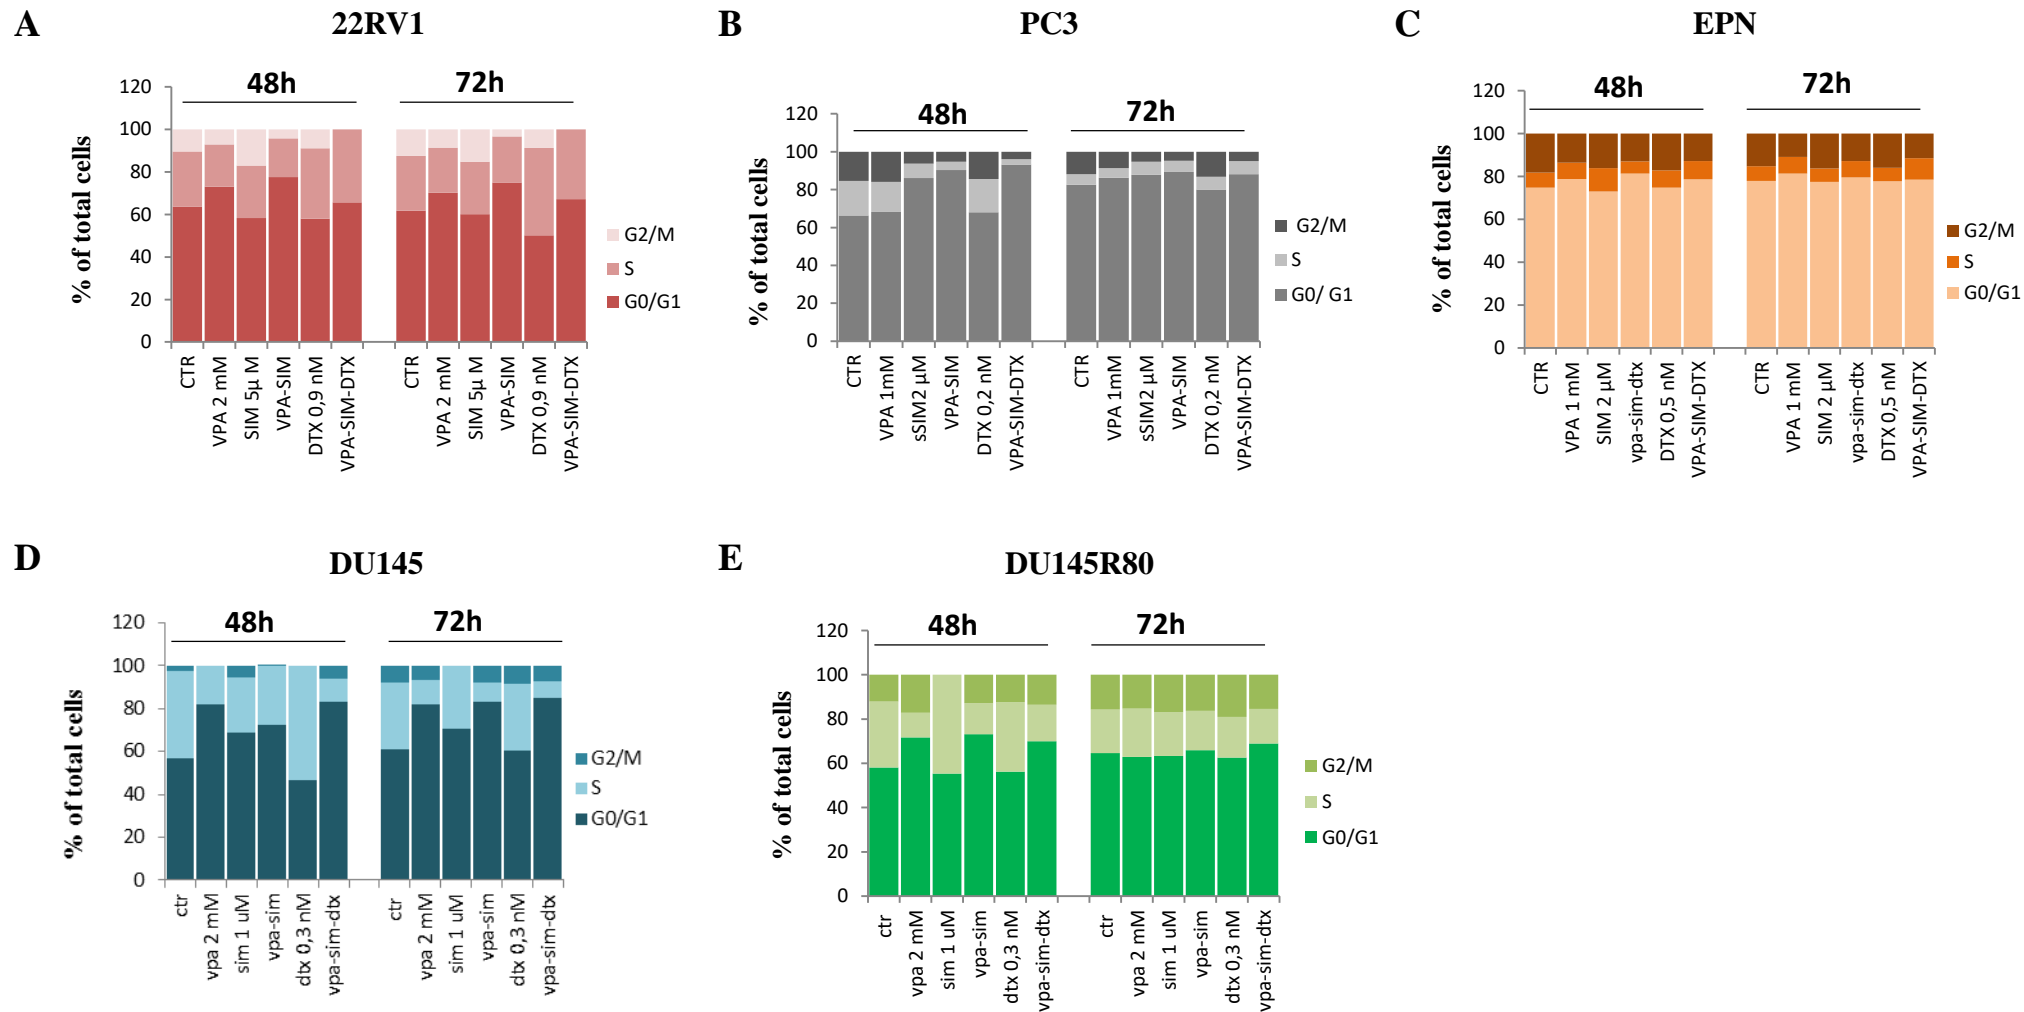 A
22RV1
48h
72h
% of total cells
120
100
80
60
40
20
0
CTR
VPA 2 mM
SIM 5µ M
VPA-SIM
DTX 0,9 nM
VPA-SIM-DTX
CTR
VPA 2 mM
SIM 5µ M
VPA-SIM
DTX 0,9 nM
VPA-SIM-DTX
G2/M
S
G0/G1
B
PC3
48h
72h
% of total cells
120
100
80
60
40
20
0
CTR
VPA 1mM
sSIM2 µM
VPA-SIM
DTX 0,2 nM
VPA-SIM-DTX
CTR
VPA 1mM
sSIM2 µM
VPA-SIM
DTX 0,2 nM
VPA-SIM-DTX
G2/M
S
G0/ G1
C
EPN
48h
72h
% of total cells
120
100
80
60
40
20
0
CTR
VPA 1 mM
SIM 2 µM
vpa-sim-dtx
DTX 0,5 nM
VPA-SIM-DTX
CTR
VPA 1 mM
SIM 2 µM
vpa-sim-dtx
DTX 0,5 nM
VPA-SIM-DTX
G2/M
S
G0/G1
D
DU145
48h
72h
% of total cells
120
100
80
60
40
20
0
ctr
vpa 2 mM
sim 1 uM
vpa-sim
dtx 0,3 nM
vpa-sim-dtx
ctr
vpa 2 mM
sim 1 uM
vpa-sim
dtx 0,3 nM
vpa-sim-dtx
G2/M
S
G0/G1
E
DU145R80
48h
72h
% of total cells
120
100
80
60
40
20
0
ctr
vpa 2 mM
sim 1 uM
vpa-sim
dtx 0,3 nM
vpa-sim-dtx
ctr
vpa 2 mM
sim 1 uM
vpa-sim
dtx 0,3 nM
vpa-sim-dtx
G2/M
S
G0/G1